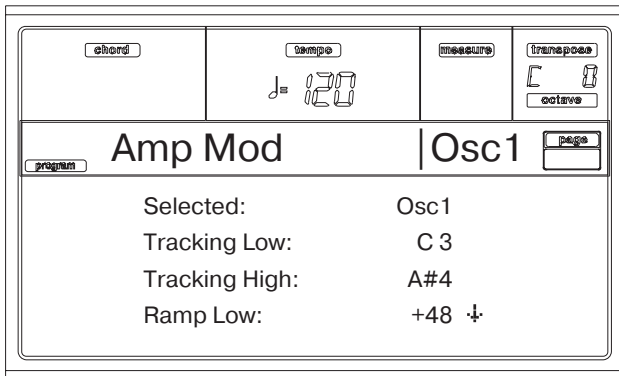 chord tempo measure transpose
♩= 120 C 0
octave
Amp Mod |Osc1 page
program
Selected: Osc1
Tracking Low: C 3
Tracking High: A#4
Ramp Low: +48